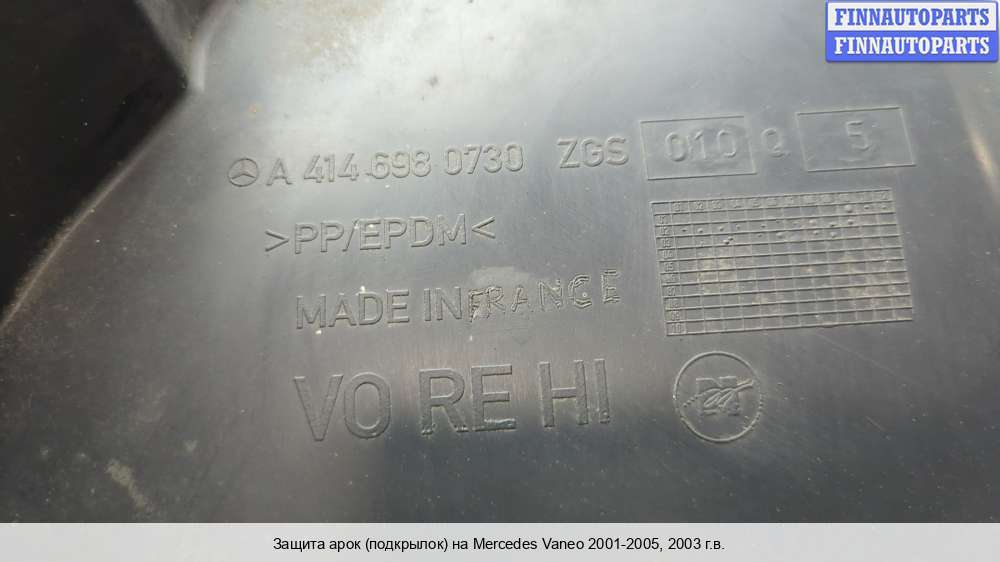 FINNAUTOPARTS
FINNAUTOPARTS
A 414 698 0730 ZGS 010 Q 5
>PP/EPDM<
MADE IN FRANCE
VO RE HI
Защита арок (подкрылок) на Mercedes Vaneo 2001-2005, 2003 г.в.